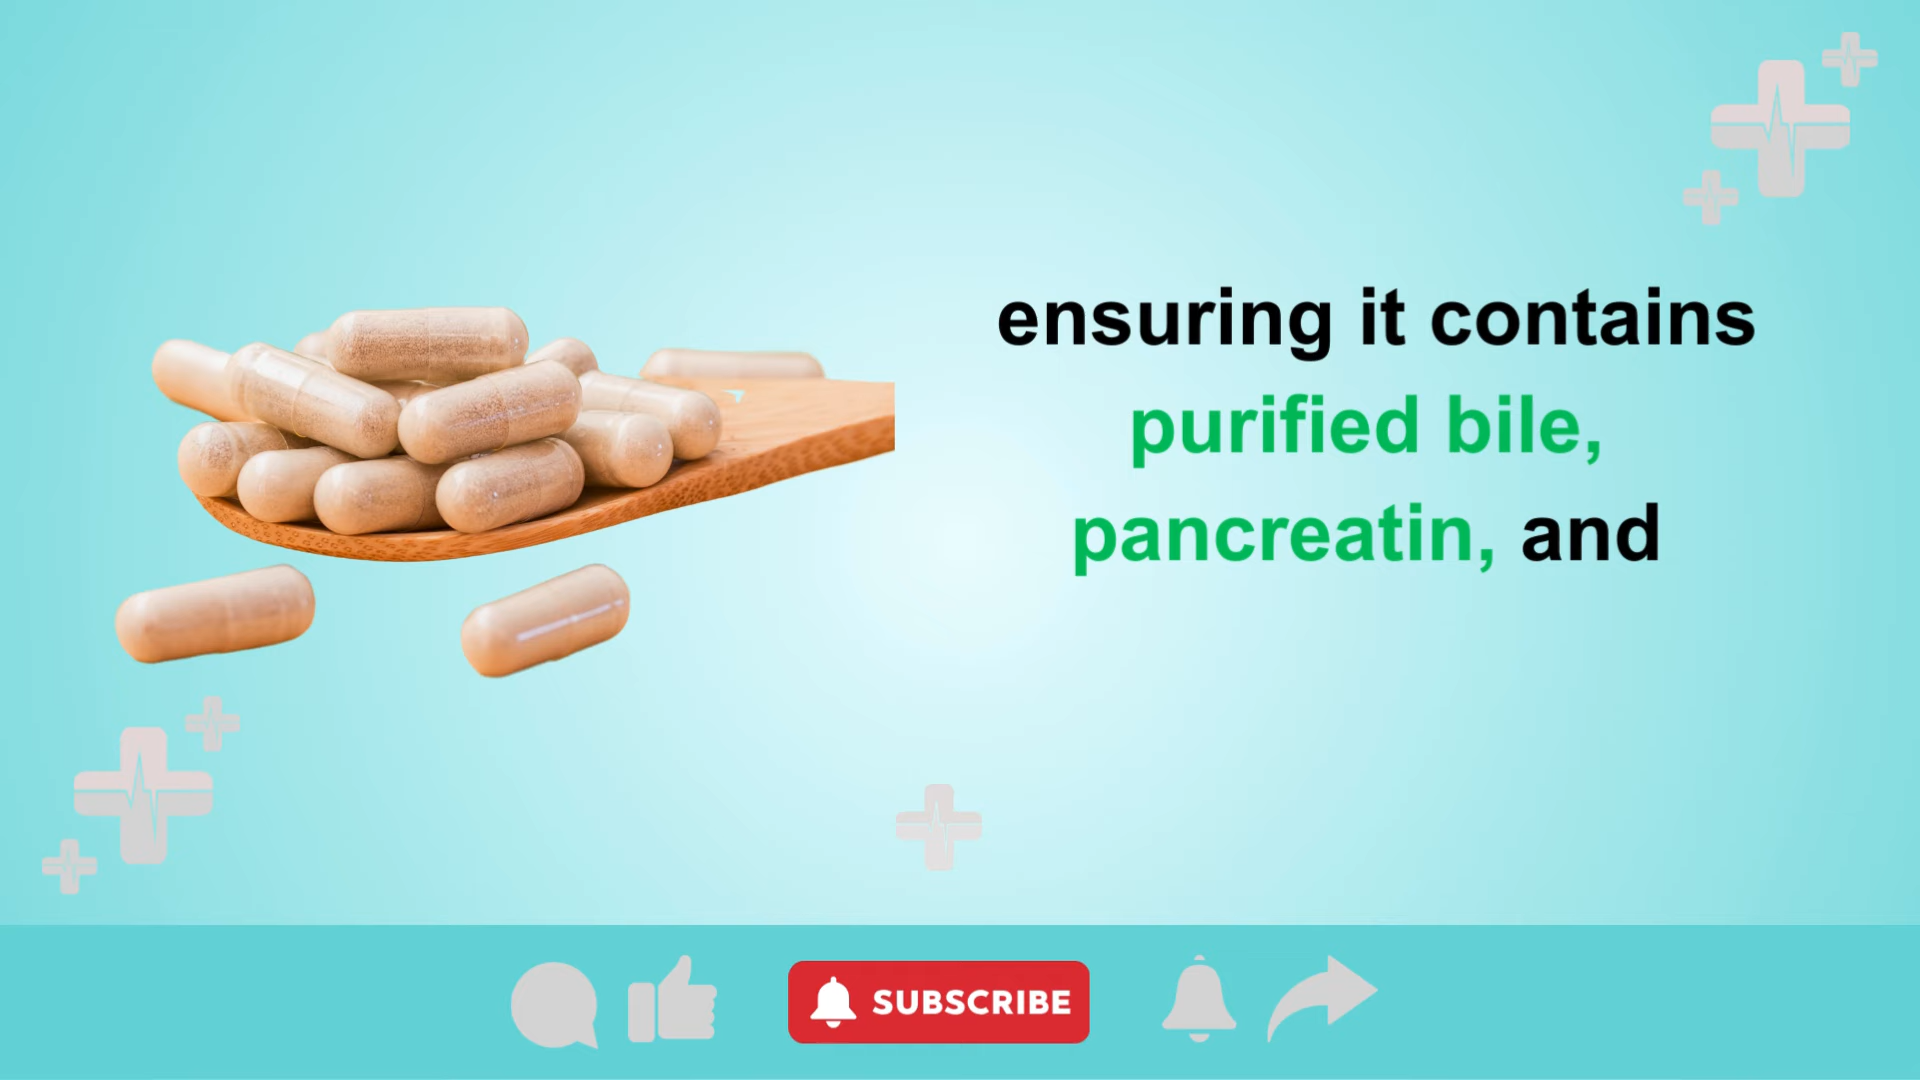 ensuring it contains
purified bile,
pancreatin, and
SUBSCRIBE